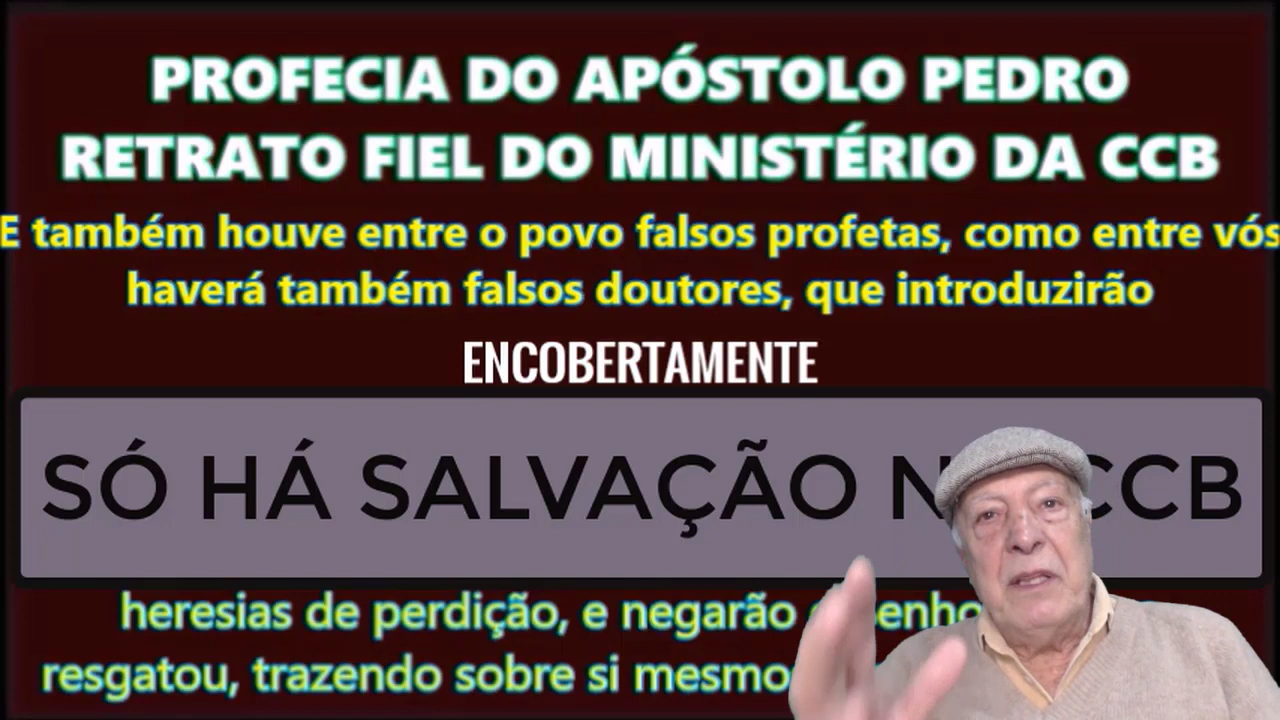 PROFECIA DO APÓSTOLO PEDRO
RETRATO FIEL DO MINISTÉRIO DA CCB
E também houve entre o povo falsos profetas, como entre vós
haverá também falsos doutores, que introduzirão
ENCOBERTAMENTE
SÓ HÁ SALVAÇÃO CCB
heresias de perdição, e negarão
resgatou, trazendo sobre si